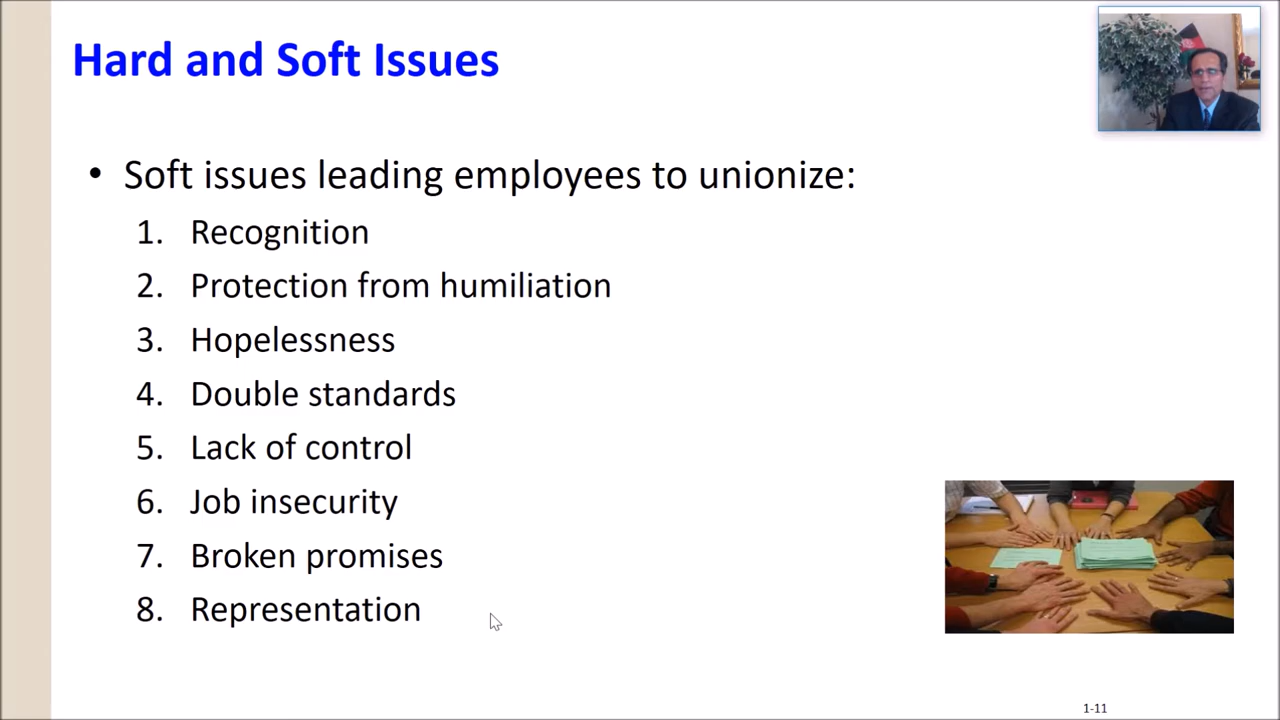 Hard and Soft Issues
• Soft issues leading employees to unionize:
1. Recognition
2. Protection from humiliation
3. Hopelessness
4. Double standards
5. Lack of control
6. Job insecurity
7. Broken promises
8. Representation
1-11